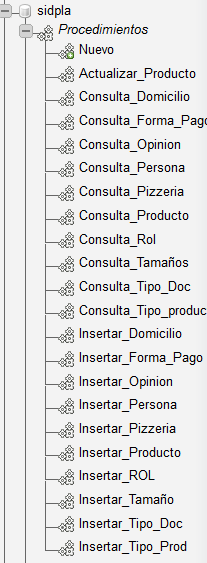 sidpla
Procedimientos
Nuevo
Actualizar_Producto
Consulta_Domicilio
Consulta_Forma_Pago
Consulta_Opinion
Consulta_Persona
Consulta_Pizzeria
Consulta_Producto
Consulta_Rol
Consulta_Tamaños
Consulta_Tipo_Doc
Consulta_Tipo_produc
Insertar_Domicilio
Insertar_Forma_Pago
Insertar_Opinion
Insertar_Persona
Insertar_Pizzeria
Insertar_Producto
Insertar_ROL
Insertar_Tamaño
Insertar_Tipo_Doc
Insertar_Tipo_Prod